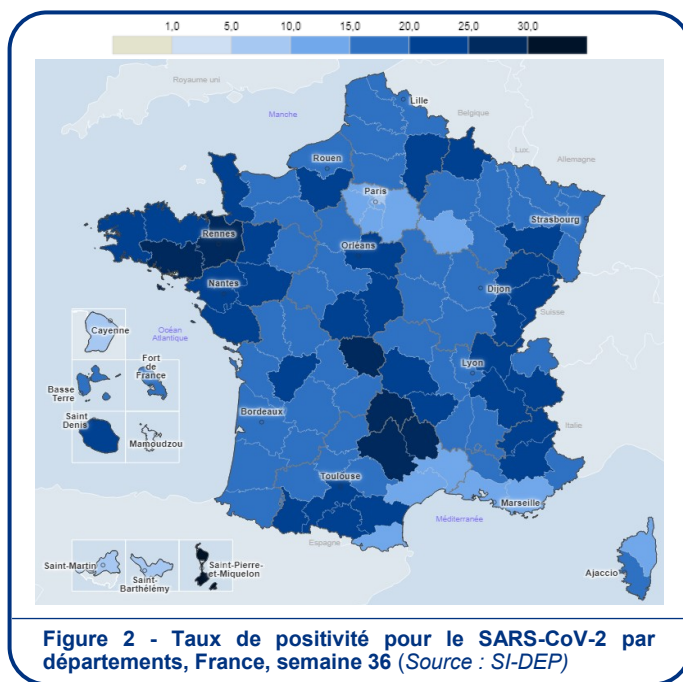 1,0 5,0 10,0 15,0 20,0 25,0 30,0
Royaume uni
Lille
Belgique
Manche
Lux.
Rouen
Allemagne
Paris
Strasbourg
Rennes
Orléans
Nantes
Dijon
Suisse
Cayenne
Océan
Atlantique
Fort
de
France
Lyon
Basse
Terre
Saint
Denis
Bordeaux
Italie
Mamoudzou
Toulouse
Marseille
Méditerranée
Espagne
Saint-Martin
Saint-
Barthélémy
Saint-Pierre-
et-Miquelon
Ajaccio
Figure 2 - Taux de positivité pour le SARS-CoV-2 par
départements, France, semaine 36 (Source : SI-DEP)